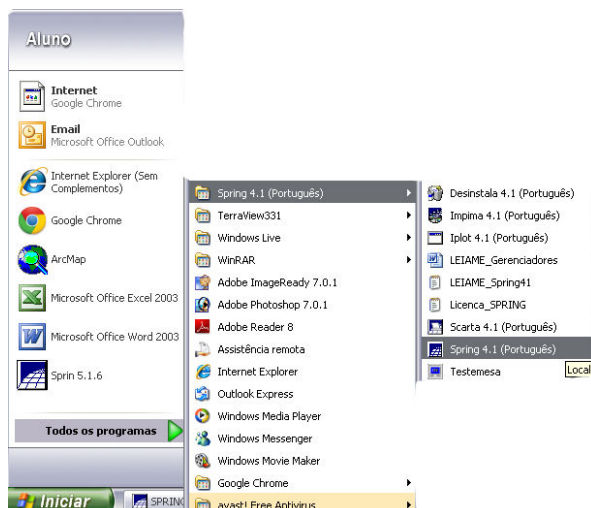 Aluno
Internet
Google Chrome
Email
Microsoft Office Outlook
Internet Explorer (Sem
Complementos)
Google Chrome
ArcMap
Microsoft Office Excel 2003
Microsoft Office Word 2003
Sprin 5.1.6
Todos os programas
Iniciar
SPRING
Spring 4.1 (Português)
TerraView331
Windows Live
WinRAR
Adobe ImageReady 7.0.1
Adobe Photoshop 7.0.1
Adobe Reader 8
Assistência remota
Internet Explorer
Outlook Express
Windows Media Player
Windows Messenger
Windows Movie Maker
Google Chrome
avast! Free Antivirus
Desinstala 4.1 (Português)
Impima 4.1 (Português)
Iplot 4.1 (Português)
LEIAME_Gerenciadores
LEIAME_Spring41
Licenca_SPRING
Scarta 4.1 (Português)
Spring 4.1 (Português)
Testemesa
Local